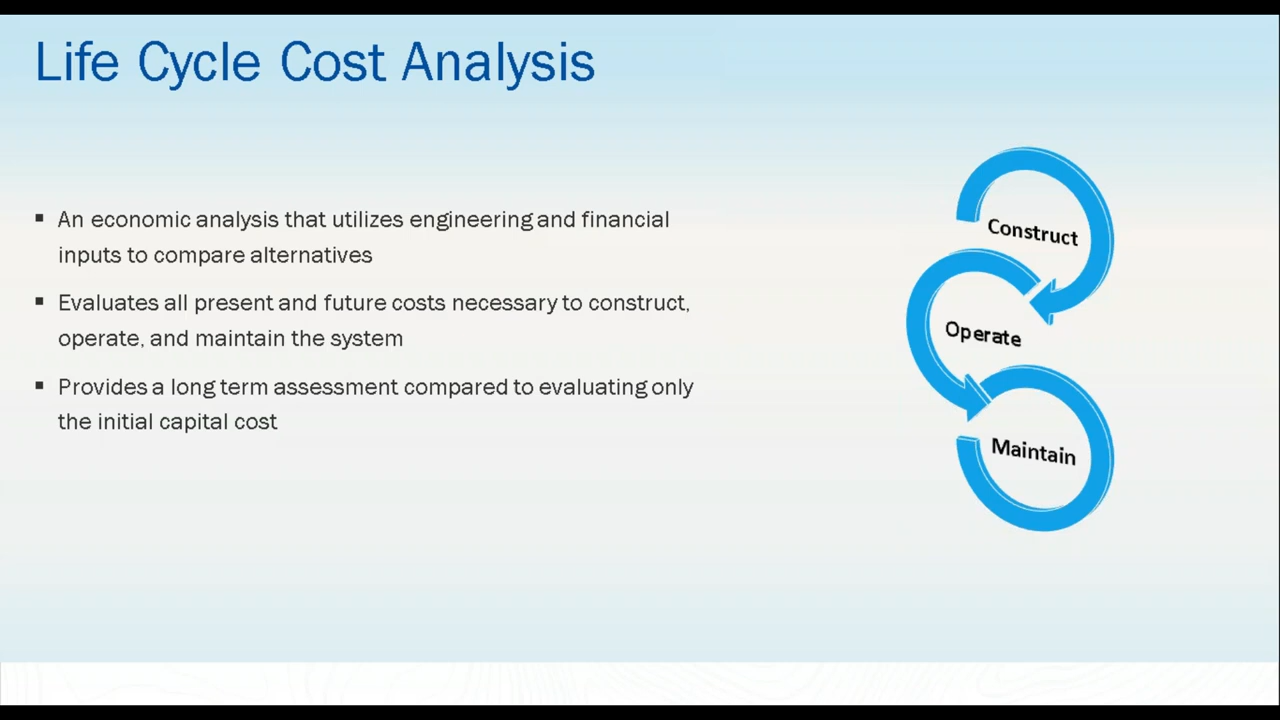 Life Cycle Cost Analysis
▪ An economic analysis that utilizes engineering and financial
inputs to compare alternatives
▪ Evaluates all present and future costs necessary to construct,
operate, and maintain the system
▪ Provides a long term assessment compared to evaluating only
the initial capital cost
Construct
Operate
Maintain